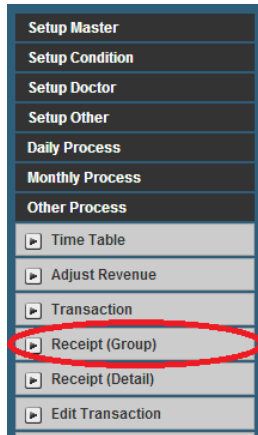 Setup Master
Setup Condition
Setup Doctor
Setup Other
Daily Process
Monthly Process
Other Process
Time Table
Adjust Revenue
Transaction
Receipt (Group)
Receipt (Detail)
Edit Transaction